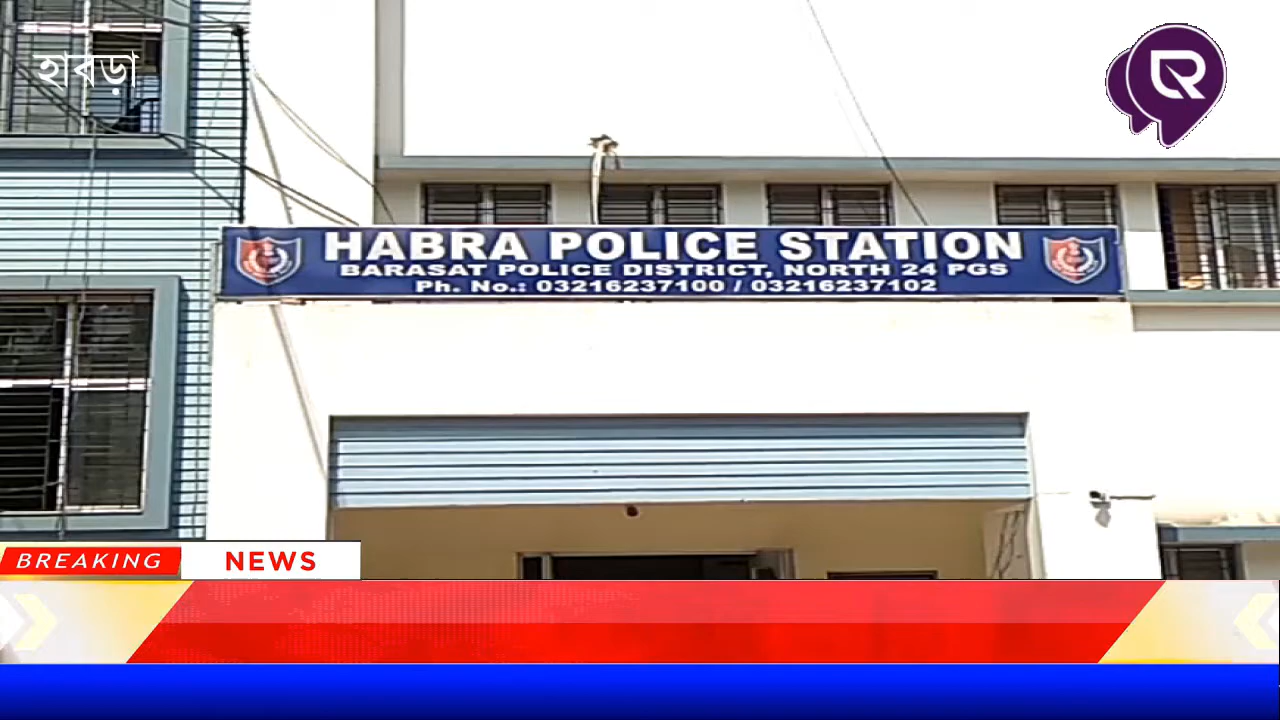 হাবড়া
HABRA POLICE STATION
BARASAT POLICE DISTRICT, NORTH 24 PGS
Ph. No.: 03216237100 / 03216237102
BREAKING NEWS